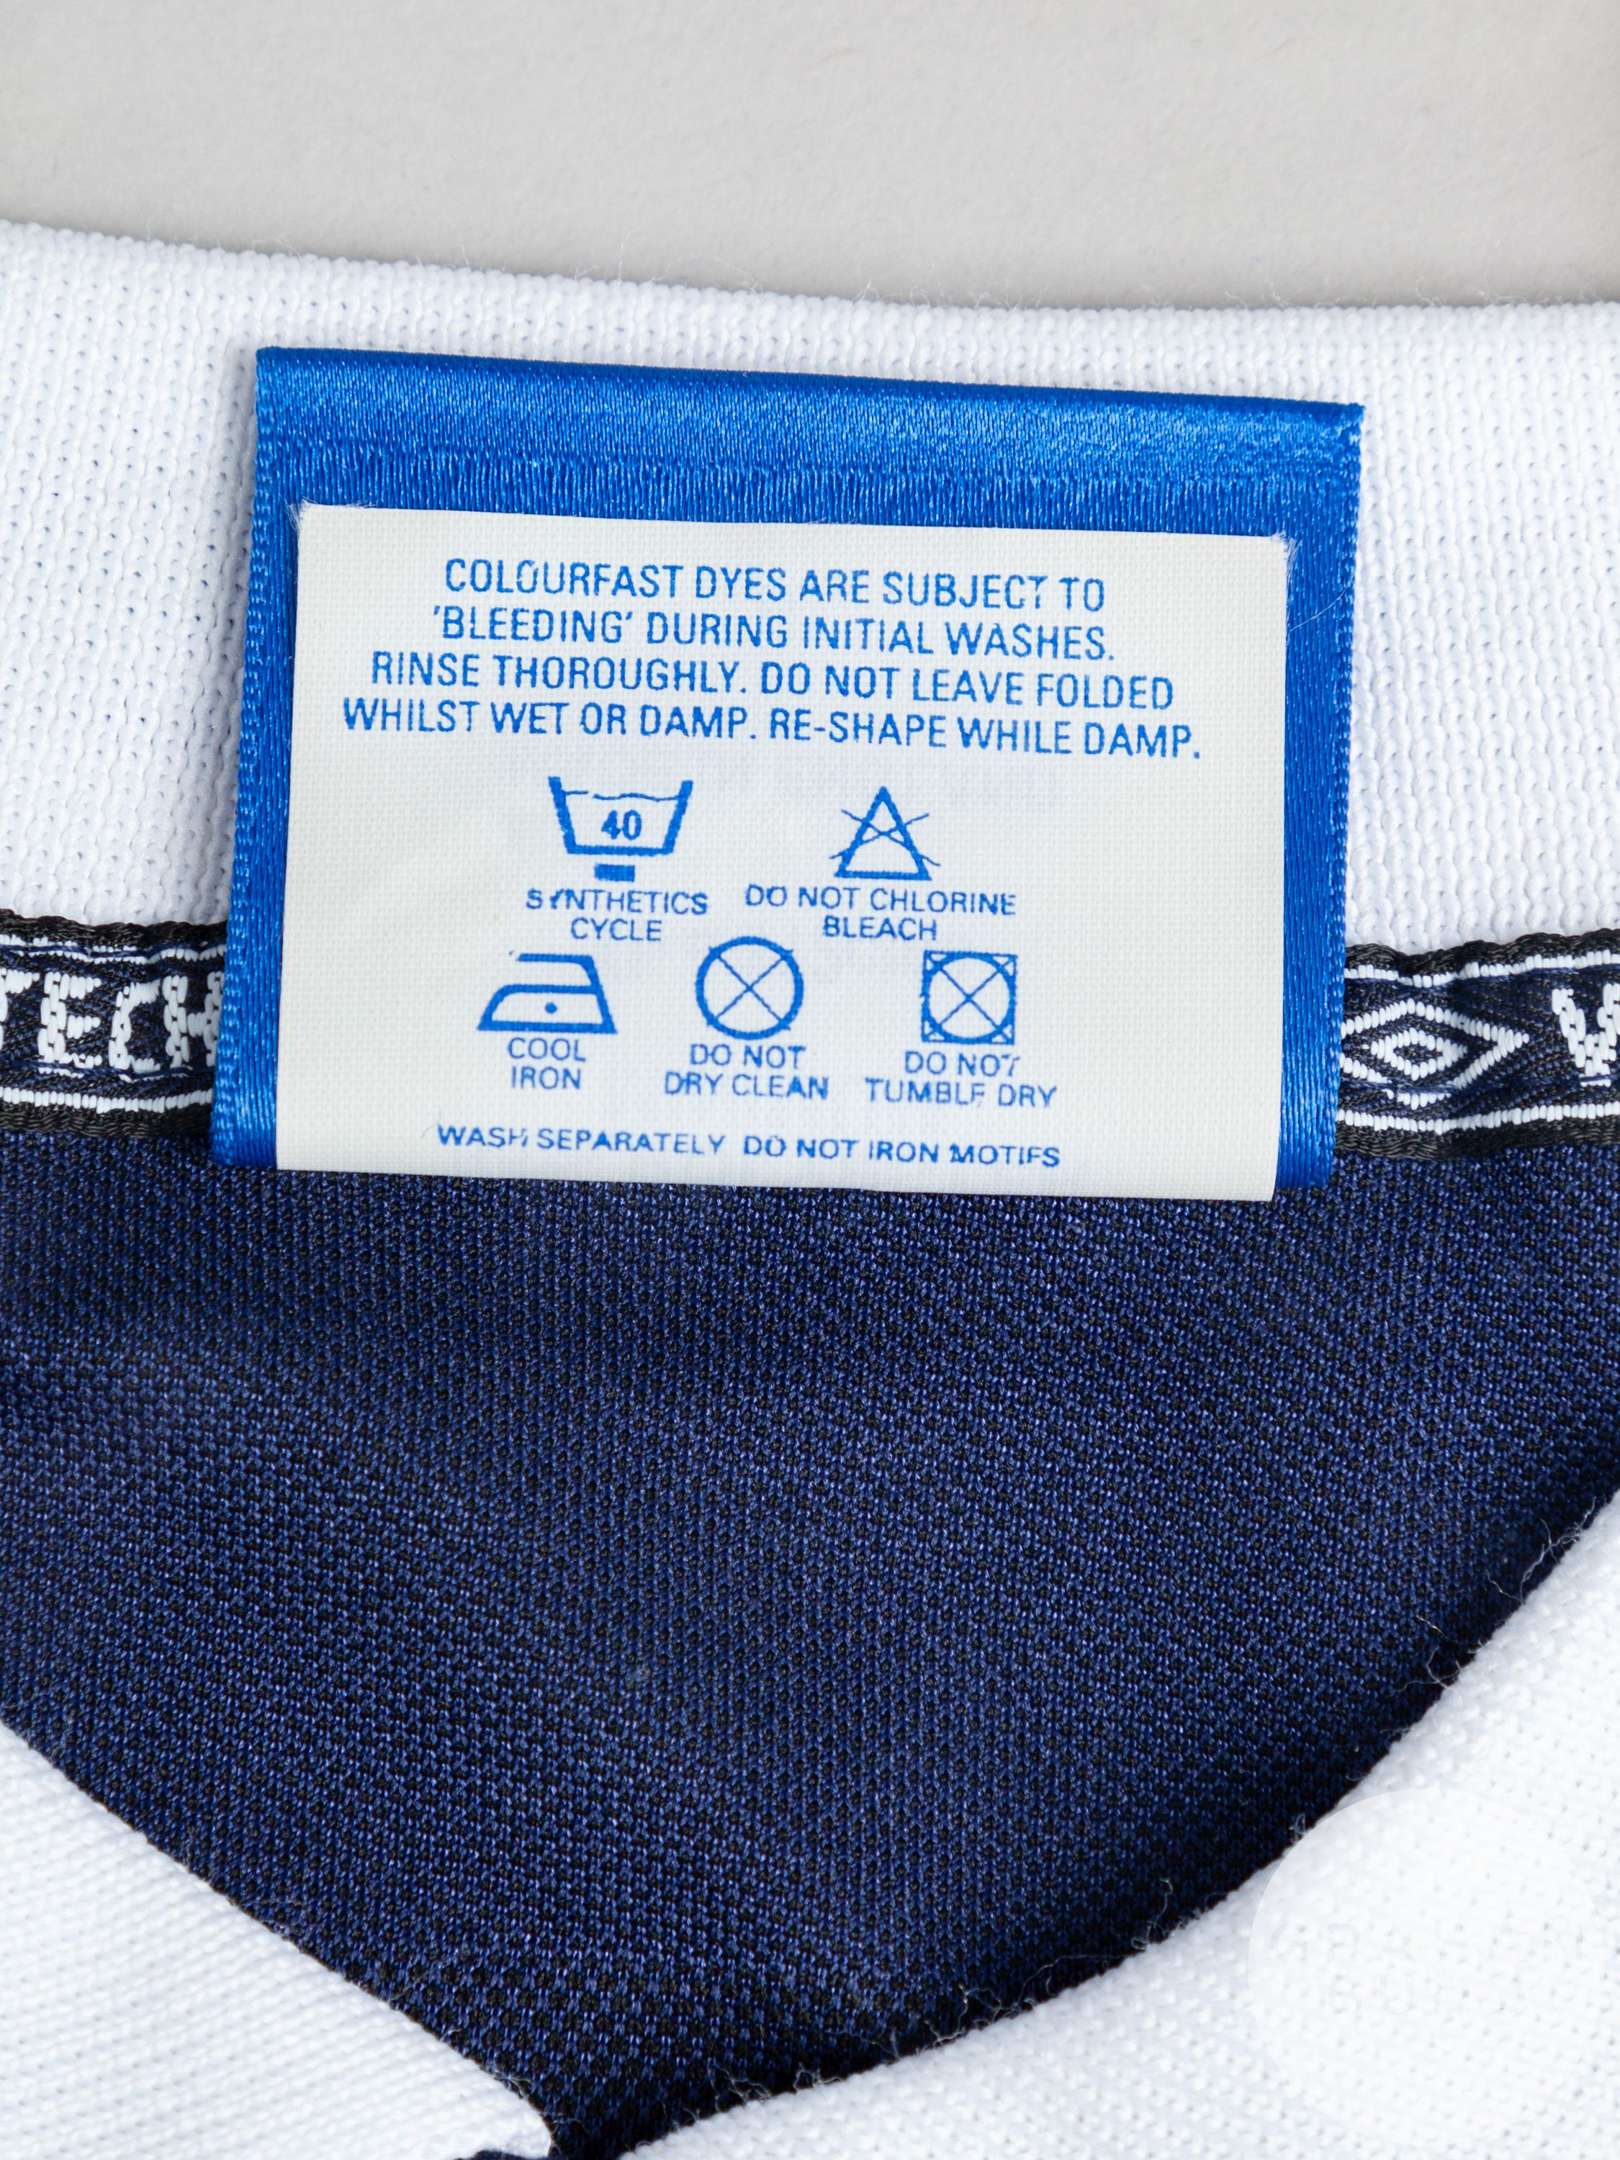 COLOURFAST DYES ARE SUBJECT TO
'BLEEDING' DURING INITIAL WASHES.
RINSE THOROUGHLY. DO NOT LEAVE FOLDED
WHILST WET OR DAMP. RE-SHAPE WHILE DAMP.
40
SYNTHETICS
CYCLE
DO NOT CHLORINE
BLEACH
TECH
COOL
IRON
DO NOT
DRY CLEAN
DO NOT
TUMBLE DRY
WASH SEPARATELY DO NOT IRON MOTIFS